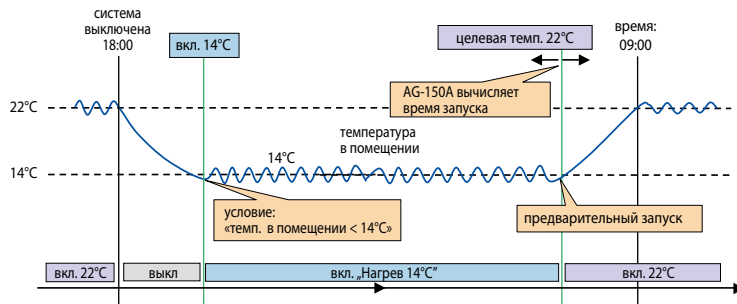 система
выключена
18:00
вкл. 14°C
целевая темп. 22°C
время:
09:00
AG-150A вычисляет
время запуска
22°C
температура
в помещении
14°C
14°C
условие:
«темп. в помещении < 14°C»
предварительный запуск
вкл. 22°C
выкл
вкл. „Нагрев 14°C"
вкл. 22°C